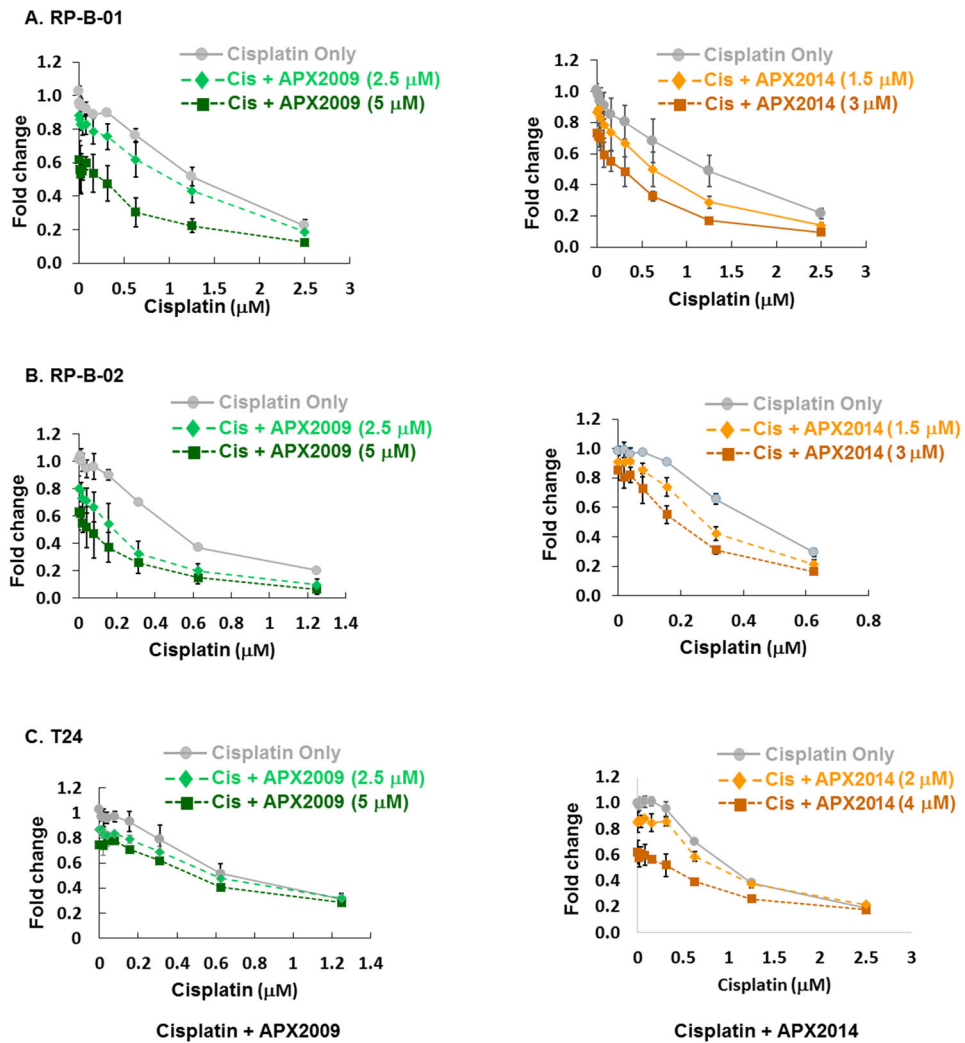 A. RP-B-01
Cisplatin Only
Cis + APX2009 (2.5 μM)
Cis + APX2009 (5 μM)
Fold change
1.2
1.0
0.8
0.6
0.4
0.2
0.0
0 0.5 1 1.5 2 2.5 3
Cisplatin (μM)
Cisplatin Only
Cis + APX2014 (1.5 μM)
Cis + APX2014 (3 μM)
Fold change
1.2
1.0
0.8
0.6
0.4
0.2
0.0
0 0.5 1 1.5 2 2.5 3
Cisplatin (μM)
B. RP-B-02
Cisplatin Only
Cis + APX2009 (2.5 μM)
Cis + APX2009 (5 μM)
Fold change
1.2
1.0
0.8
0.6
0.4
0.2
0.0
0 0.2 0.4 0.6 0.8 1 1.2 1.4
Cisplatin (μM)
Cisplatin Only
Cis + APX2014 (1.5 μM)
Cis + APX2014 (3 μM)
Fold change
1.2
1.0
0.8
0.6
0.4
0.2
0.0
0 0.2 0.4 0.6 0.8
Cisplatin (μM)
C. T24
Cisplatin Only
Cis + APX2009 (2.5 μM)
Cis + APX2009 (5 μM)
Fold change
1.2
1
0.8
0.6
0.4
0.2
0
0 0.2 0.4 0.6 0.8 1 1.2 1.4
Cisplatin (μM)
Cisplatin + APX2009
Cisplatin Only
Cis + APX2014 (2 μM)
Cis + APX2014 (4 μM)
Fold change
1.2
1.0
0.8
0.6
0.4
0.2
0.0
0 0.5 1 1.5 2 2.5 3
Cisplatin (μM)
Cisplatin + APX2014